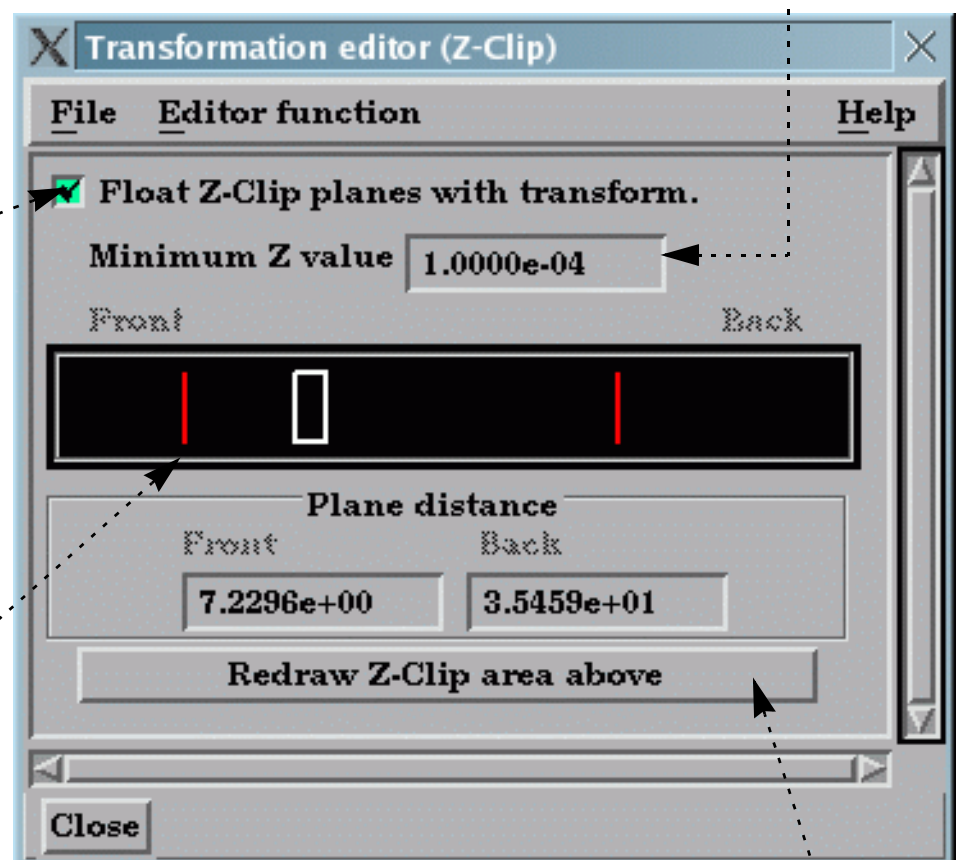 Transformation editor (Z-Clip)
File Editor function Help
Float Z-Clip planes with transform.
Minimum Z value 1.0000e-04
Front Back
Plane distance
Front Back
7.2296e+00 3.5459e+01
Redraw Z-Clip area above
Close